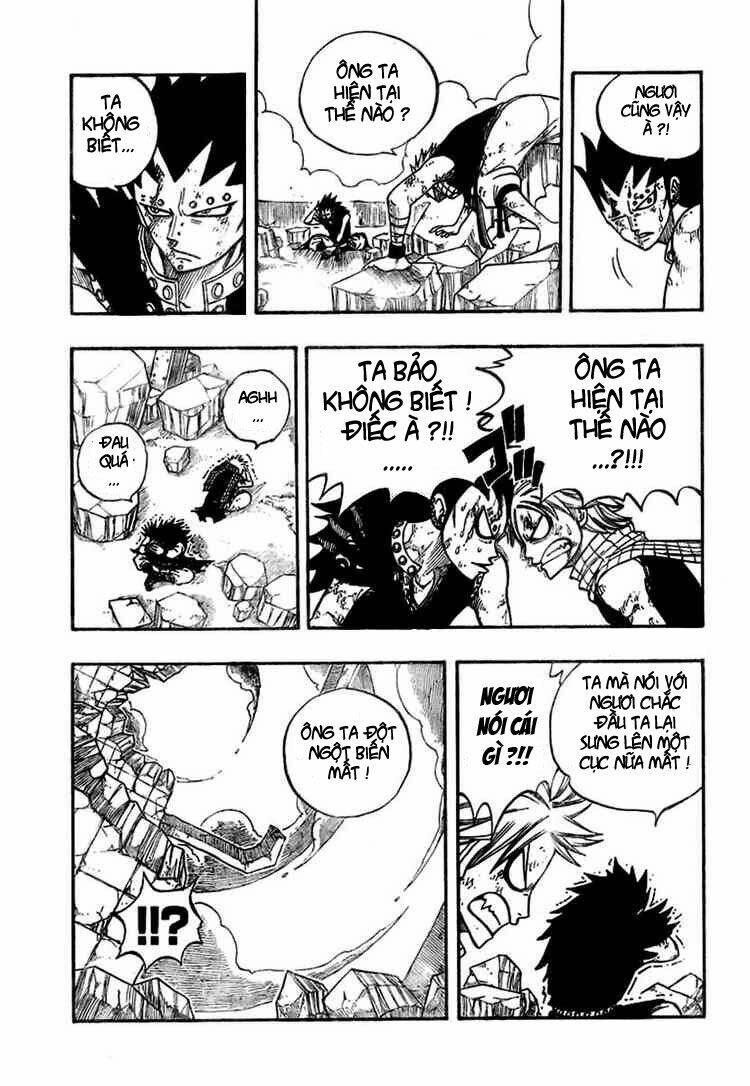 NGƯƠI
CŨNG VẬY
À ?!
ÔNG TA
HIỆN TẠI
THẾ NÀO ?
TA
KHÔNG
BIẾT...
ÔNG TA
HIỆN TẠI
THẾ NÀO
...?!!!
TA BẢO
KHÔNG BIẾT !
ĐIẾC À ?!!
.....
AGHH
...
ĐAU
QUÁ
...
TA MÀ NÓI VỚI
NGƯƠI CHẮC
ĐẦU TA LẠI
SƯNG LÊN MỘT
CỤC NỮA MẤT !
NGƯƠI
NÓI CÁI
GÌ ?!!
ÔNG TA ĐỘT
NGỘT BIẾN
MẤT !
!!?